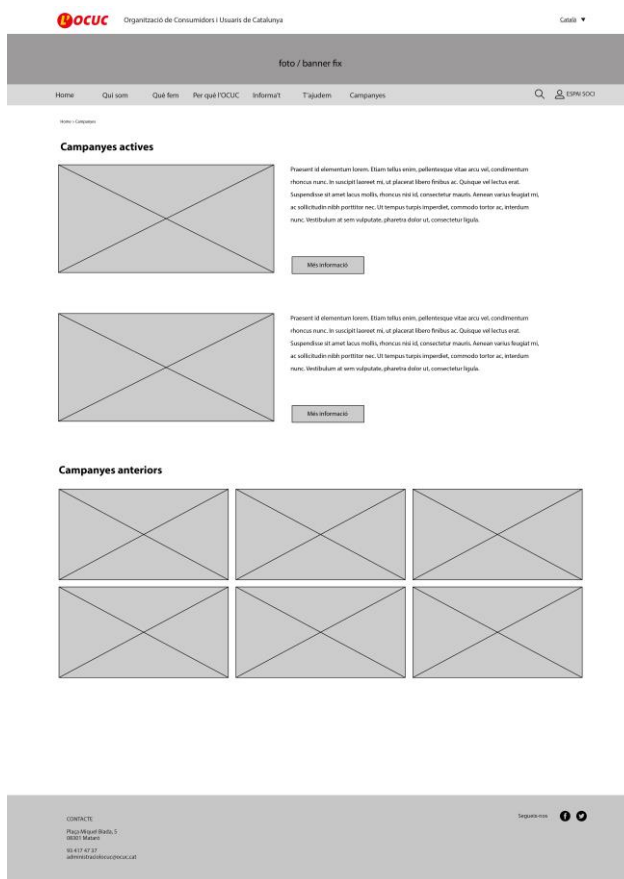 L'OCUC
Organització de Consumidors i Usuaris de Catalunya
Català ▼
foto / banner fix
Home Qui som Qué fem Per qué l'OCUC Informa't T'ajudem Campanyes ESPAI SOCI
Home > Campanyes
Campanyes actives
Praesent id elementum lorem. Etiam tellus enim, pellentesque vitae arcu vel, condimentum
rhoncus nunc. In suscipit laoreet mi, ut placerat libero finibus ac. Quisque vel lectus erat.
Suspendisse sit amet lacus mollis, rhoncus nisi id, consectetur mauris. Aenean varius feugiat mi,
ac sollicitudin nibh porttitor nec. Ut tempus turpis imperdiet, commodo tortor ac, interdum
nunc. Vestibulum at sem vulputate, pharetra dolor ut, consectetur ligula.
Més informació
Praesent id elementum lorem. Etiam tellus enim, pellentesque vitae arcu vel, condimentum
rhoncus nunc. In suscipit laoreet mi, ut placerat libero finibus ac. Quisque vel lectus erat.
Suspendisse sit amet lacus mollis, rhoncus nisi id, consectetur mauris. Aenean varius feugiat mi,
ac sollicitudin nibh porttitor nec. Ut tempus turpis imperdiet, commodo tortor ac, interdum
nunc. Vestibulum at sem vulputate, pharetra dolor ut, consectetur ligula.
Més informació
Campanyes anteriors
CONTACTE
Plaça Miquel Biada, 5
08301 Mataró
93 417 47 37
Segueix-nos